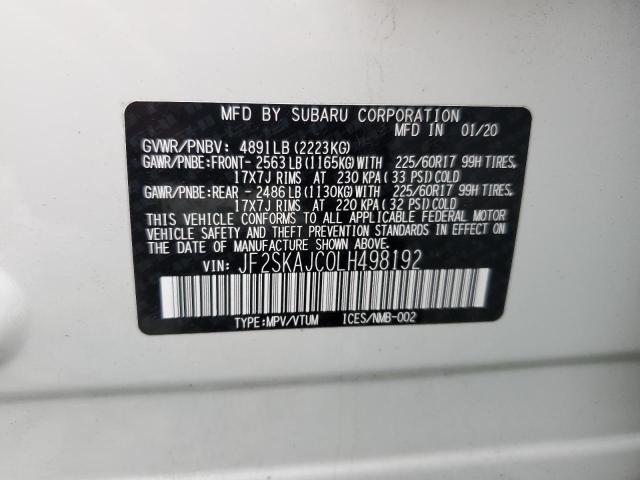 MFD BY SUBARU CORPORATION
MFD IN 01/20
GVWR/PNBV: 4891LB(2223KG)
GAWR/PNBE:FRONT- 2563LB(1165KG)WITH 225/60R17 99H TIRES,
17X7J RIMS AT 230 KPA(33 PSI)COLD
GAWR/PNBE:REAR - 2486LB(1130KG)WITH 225/60R17 99H TIRES,
17X7J RIMS AT 220 KPA(32 PSI)COLD
THIS VEHICLE CONFORMS TO ALL APPLICABLE FEDERAL MOTOR
VEHICLE SAFETY AND THEFT PREVENTION STANDARDS IN EFFECT ON
THE DATE OF MANUFACTURE SHOWN ABOVE.
VIN: JF2SKAJC0LH498192
TYPE:MPV/VTUM ICES/NMB-002